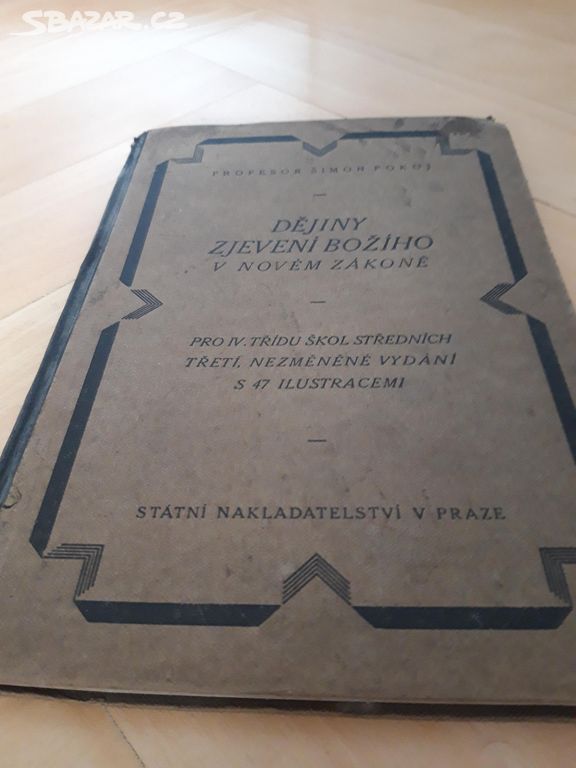 SBAZAR.CZ
PROFESOR ŠIMON POKOJ
DĚJINY
ZJEVENÍ BOŽÍHO
V NOVÉM ZÁKONĚ
PRO IV. TŘÍDU ŠKOL STŘEDNÍCH
TŘETÍ, NEZMĚNĚNÉ VYDÁNÍ
S 47 ILUSTRACEMI
STÁTNÍ NAKLADATELSTVÍ V PRAZE